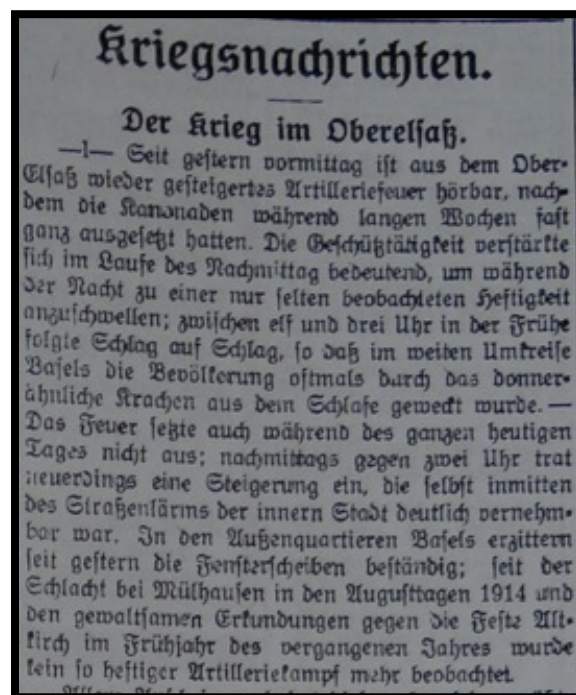 Kriegsnachrichten.
Der Krieg im Oberelsaß.
—l— Seit gestern vormittag ist aus dem Ober-
Elsaß wieder gesteigertes Artilleriefeuer hörbar, nach-
dem die Kanonaden während langen Wochen fast
ganz ausgesetzt hatten. Die Geschütztätigkeit verstärkte
sich im Laufe des Nachmittag bedeutend, um während
der Nacht zu einer nur selten beobachteten Heftigkeit
anzuschwellen; zwischen elf und drei Uhr in der Frühe
folgte Schlag auf Schlag, so daß im weiten Umkreise
Basels die Bevölkerung oftmals durch das donner-
ähnliche Krachen aus dem Schlafe geweckt wurde. —
Das Feuer setzte auch während des ganzen heutigen
Tages nicht aus; nachmittags gegen zwei Uhr trat
neuerdings eine Steigerung ein, die selbst inmitten
des Straßenlärms der innern Stadt deutlich vernehm-
bar war. In den Außenquartieren Basels erzittern
seit gestern die Fensterscheiben beständig; seit der
Schlacht bei Mülhausen in den Augusttagen 1914 und
den gewaltsamen Erkundungen gegen die Feste Alt-
kirch im Frühjahr des vergangenen Jahres wurde
kein so heftiger Artilleriekampf mehr beobachtet.